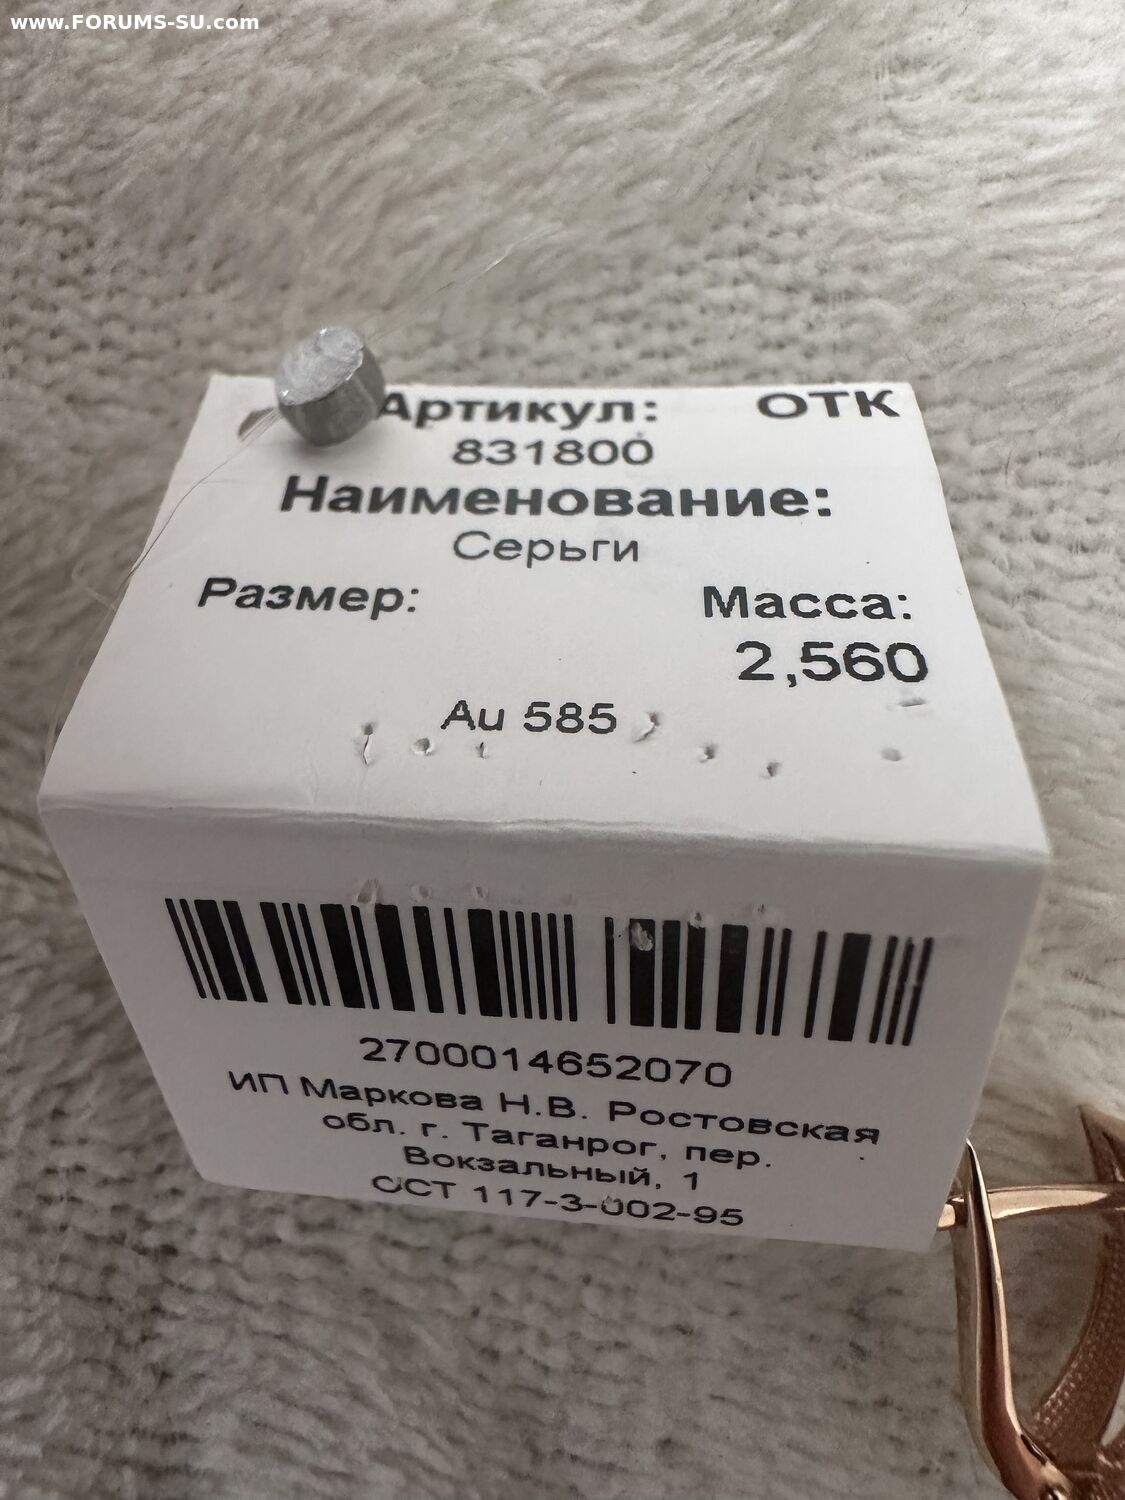 www.FORUMS-SU.com
Артикул: ОТК
831800
Наименование:
Серьги
Размер: Масса:
2,560
Au 585
2700014652070
ИП Маркова Н.В. Ростовская
обл. г. Таганрог, пер.
Вокзальный, 1
ОСТ 117-3-002-95